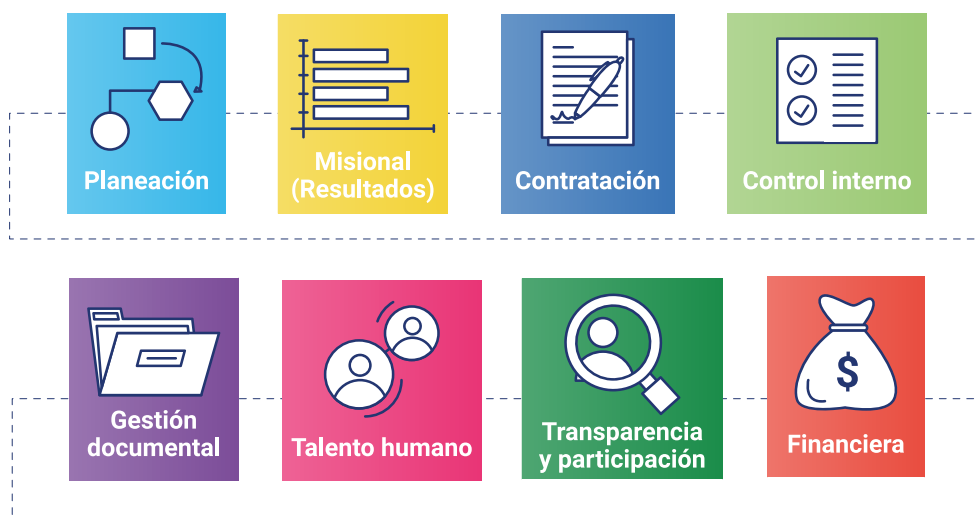 Planeación
Misional
(Resultados)
Contratación
Control interno
Gestión
documental
Talento humano
Transparencia
y participación
$
Financiera